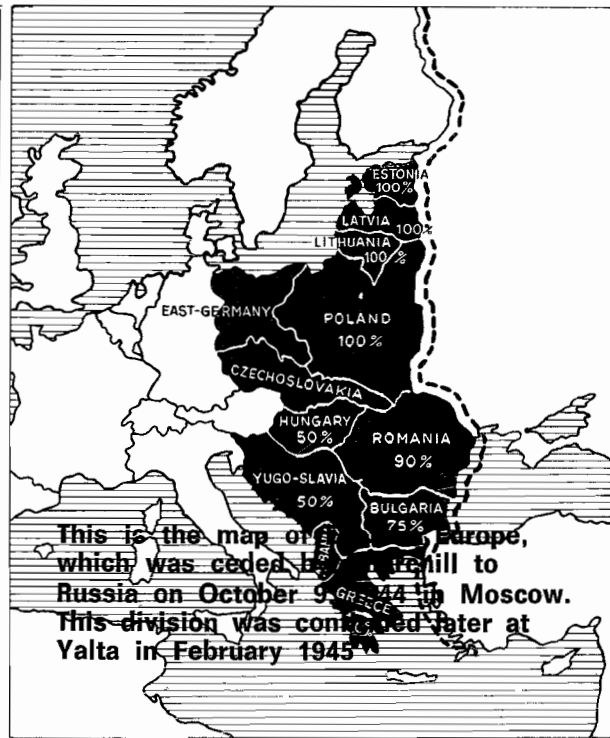 ESTONIA
100%
LATVIA 100%
LITHUANIA
100%
EAST-GERMANY
POLAND
100%
CZECHOSLOVAKIA
HUNGARY
50%
ROMANIA
90%
YUGO-SLAVIA
50%
BULGARIA
75%
GREECE
This is the map of Europe,
which was ceded to
Russia on October in Moscow.
This division was later at
Yalta in February 1945